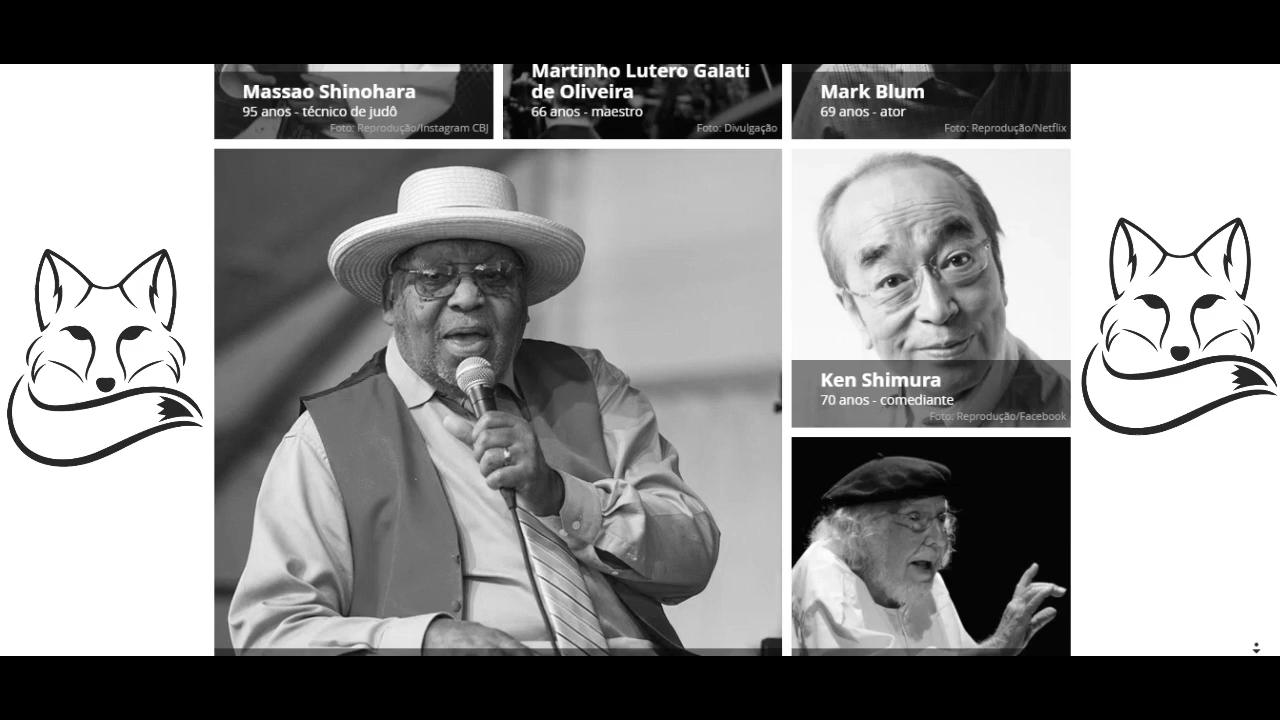 Massao Shinohara
95 anos - técnico de judô
Foto: Reprodução/Instagram CBJ
Martinho Lutero Galati
de Oliveira
66 anos - maestro
Foto: Divulgação
Mark Blum
69 anos - ator
Foto: Reprodução/Netflix
Ken Shimura
70 anos - comediante
Foto: Reprodução/Facebook